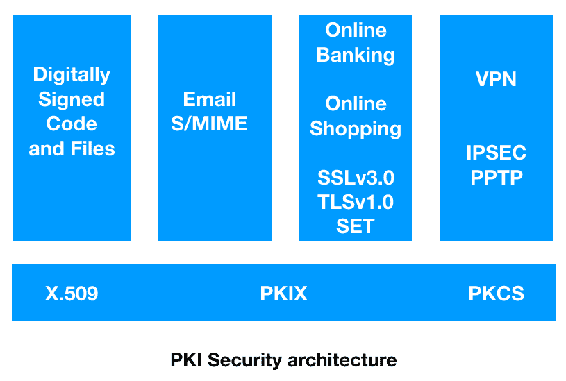 Digitally
Signed
Code
and Files
Email
S/MIME
Online
Banking
Online
Shopping
SSLv3.0
TLSv1.0
SET
VPN
IPSEC
PPTP
X.509 PKIX PKCS
PKI Security architecture